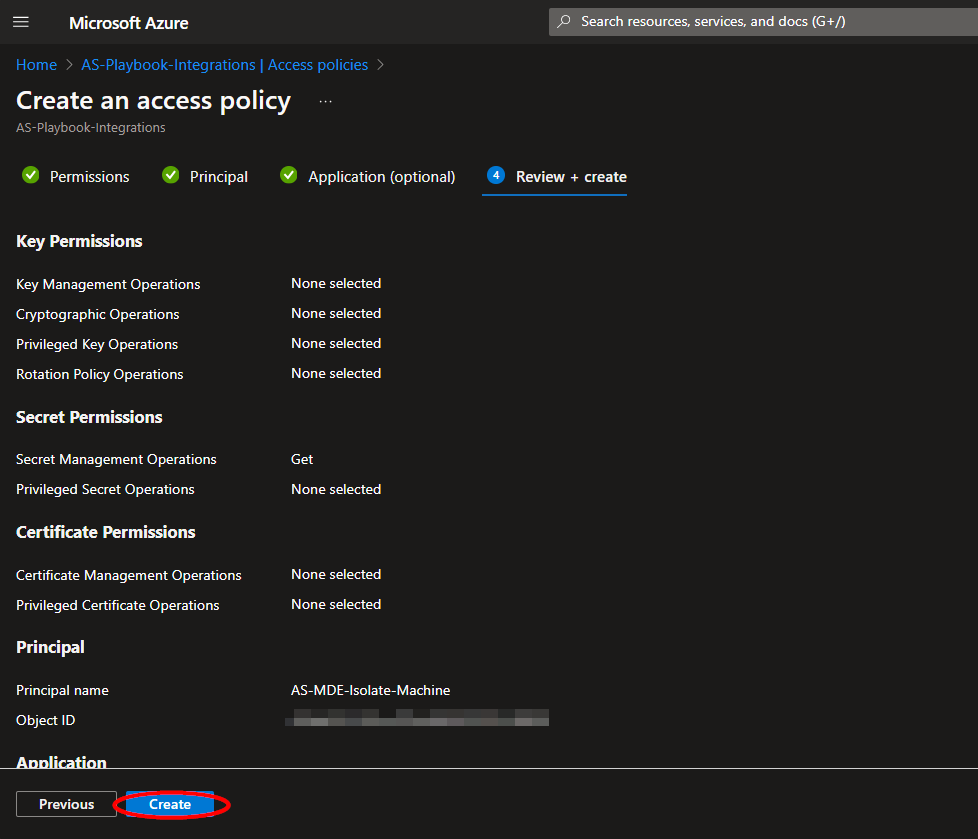 Microsoft Azure
Search resources, services, and docs (G+/)
Home > AS-Playbook-Integrations | Access policies >
Create an access policy ...
AS-Playbook-Integrations
Permissions Principal Application (optional) 4 Review + create
Key Permissions
Key Management Operations None selected
Cryptographic Operations None selected
Privileged Key Operations None selected
Rotation Policy Operations None selected
Secret Permissions
Secret Management Operations Get
Privileged Secret Operations None selected
Certificate Permissions
Certificate Management Operations None selected
Privileged Certificate Operations None selected
Principal
Principal name AS-MDE-Isolate-Machine
Object ID
Application
Previous Create